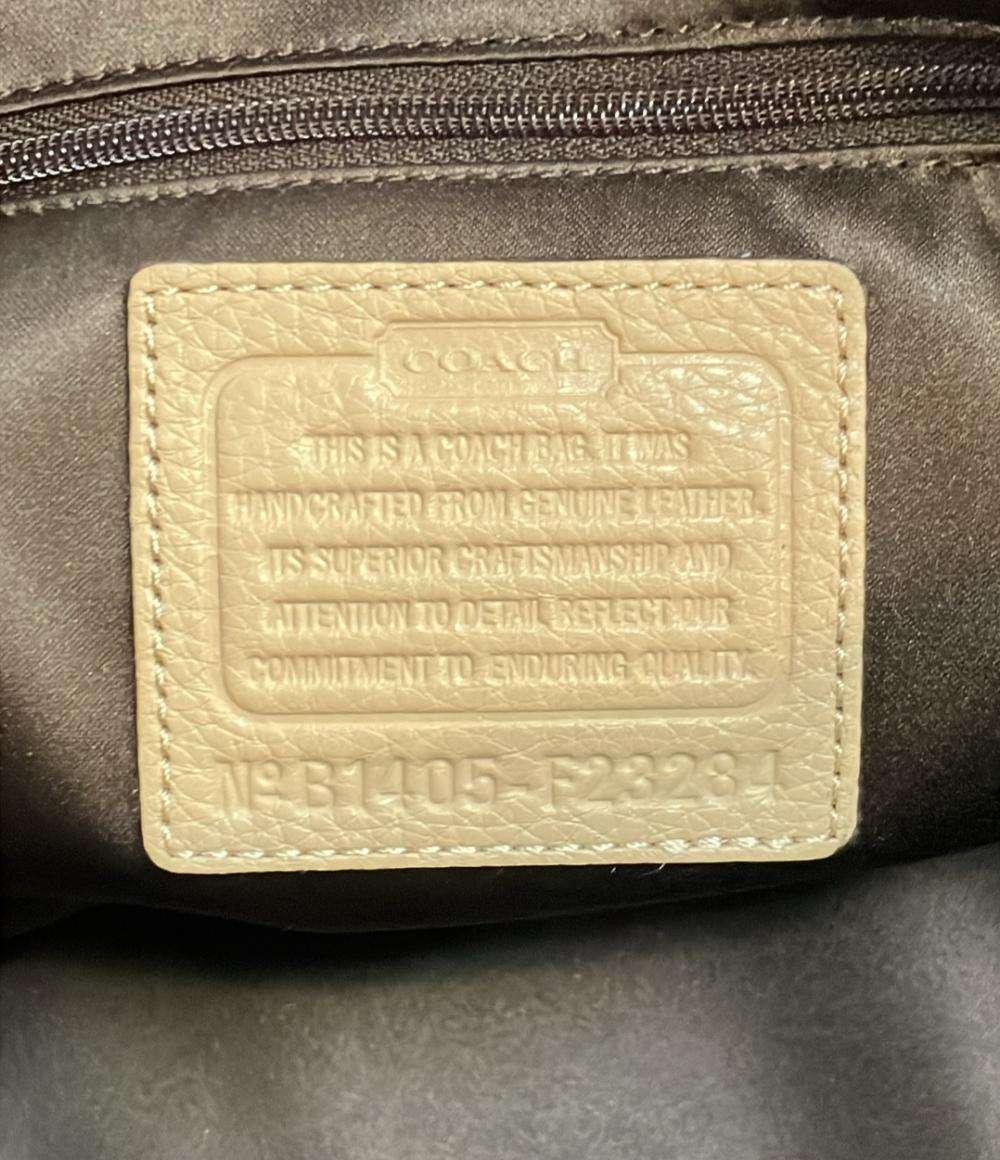 COACH
THIS IS A COACH BAG. IT WAS
HANDCRAFTED FROM GENUINE LEATHER.
ITS SUPERIOR CRAFTSMANSHIP AND
ATTENTION TO DETAIL REFLECT OUR
COMMITMENT TO ENDURING QUALITY.
Nº B1405-F23284